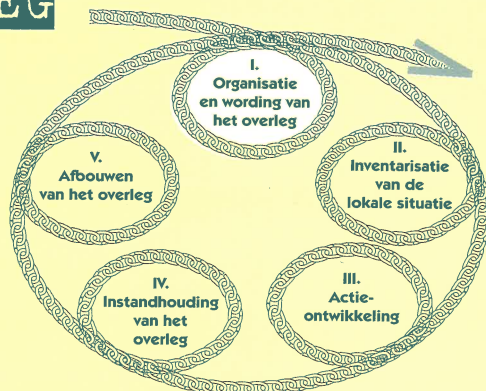 EG
I.
Organisatie
en wording van
het overleg
II.
Inventarisatie
van de
lokale situatie
III.
Actie-
ontwikkeling
IV.
Instandhouding
van het
overleg
V.
Afbouwen
van het overleg